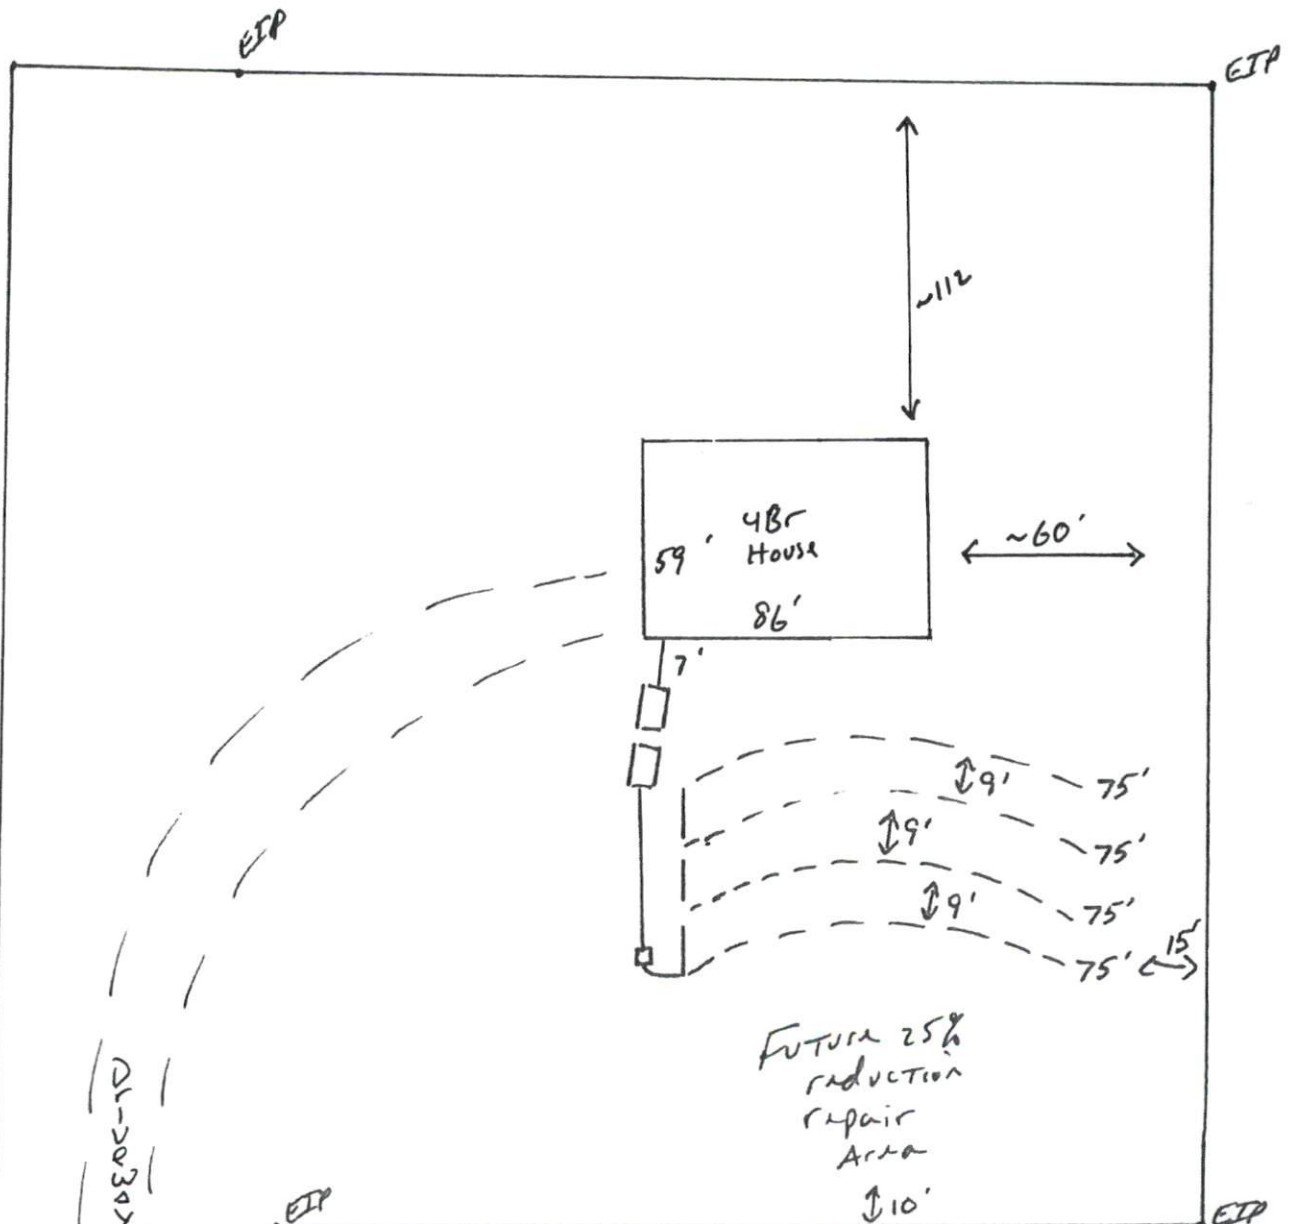 EIP
EIP
~112
4Br
House
59'
86'
~60'
7'
9'
75'
9'
75'
9'
75'
75'
15'
Future 25%
reduction
repair
Area
10'
Driveway
EIP
EIP